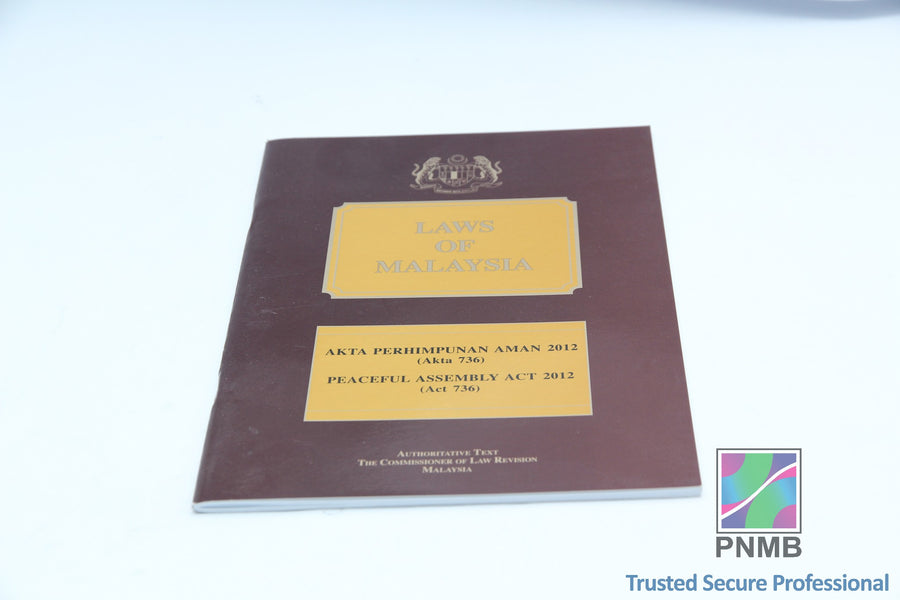 LAWS
OF
MALAYSIA
AKTA PERHIMPUNAN AMAN 2012
(Akta 736)
PEACEFUL ASSEMBLY ACT 2012
(Act 736)
AUTHORITATIVE TEXT
THE COMMISSIONER OF LAW REVISION
MALAYSIA
PNMB
Trusted Secure Professional